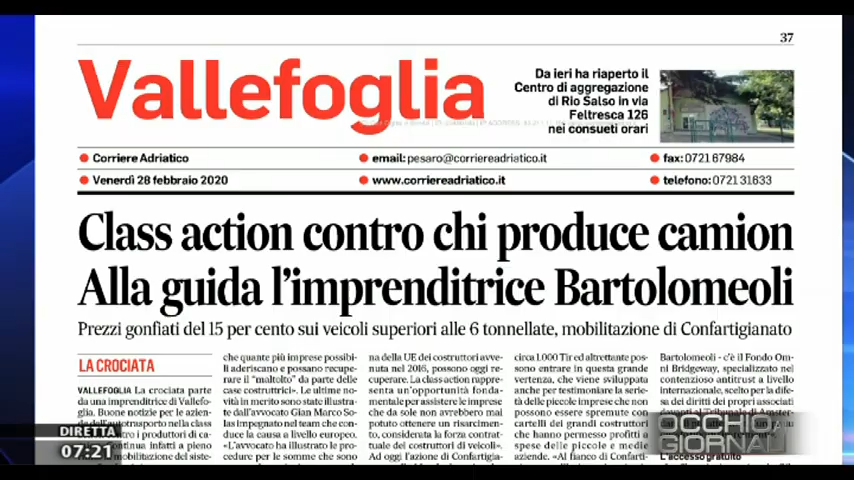 37
Vallefoglia
Da ieri ha riaperto il
Centro di aggregazione
di Rio Salso in via
Feltresca 126
nei consueti orari
Corriere Adriatico
email: pesaro@corriereadriatico.it
fax: 0721 67984
Venerdì 28 febbraio 2020
www.corriereadriatico.it
telefono: 0721 31633
Class action contro chi produce camion
Alla guida l'imprenditrice Bartolomeoli
Prezzi gonfiati del 15 per cento sui veicoli superiori alle 6 tonnellate, mobilitazione di Confartigianato
LA CROCIATA
VALLEFOGLIA La crociata parte
da una imprenditrice di Vallefo-
glia. Buone notizie per le azien-
dell'autotrasporto nella class
contro i produttori di ca-
continua infatti a pieno
mobilitazione del siste-
che quante più imprese possibi-
li aderiscano e possano recupe-
rare il "maltolto" da parte delle
case costruttrici». Le ultime no-
vità in merito sono state illustra-
te dall'avvocato Gian Marco So-
las impegnato nel team che con-
duce la causa a livello europeo.
«L'avvocato ha illustrato le pro-
cedure per le somme che sono
na della UE dei costruttori avve-
nuta nel 2016, possono oggi re-
cuperare. La class action rappre-
senta un'opportunità fonda-
mentale per assistere le imprese
che da sole non avrebbero mai
potuto ottenere un risarcimen-
to, considerata la forza contrat-
tuale dei costruttori di veicoli».
Ad oggi l'azione di Confartigia-
circa 1.000 Tir ed altrettante pos-
sono entrare in questa grande
vertenza, che viene sviluppata
anche per testimoniare la serie-
tà delle piccole imprese che non
possono essere spremute con
cartelli dei grandi costruttori
che hanno permesso profitti a
spese delle piccole e medie
aziende. «Al fianco di Confarti-
Bartolomeoli - c'è il Fondo Om-
ni Bridgeway, specializzato nel
contenzioso antitrust a livello
internazionale, scelto per la dife-
sa dei diritti dei propri associati
davanti al Tribunale di Amster-
L'accesso gratuito
DIRETTA
07:21
OCCHIO AI
GIORNALI